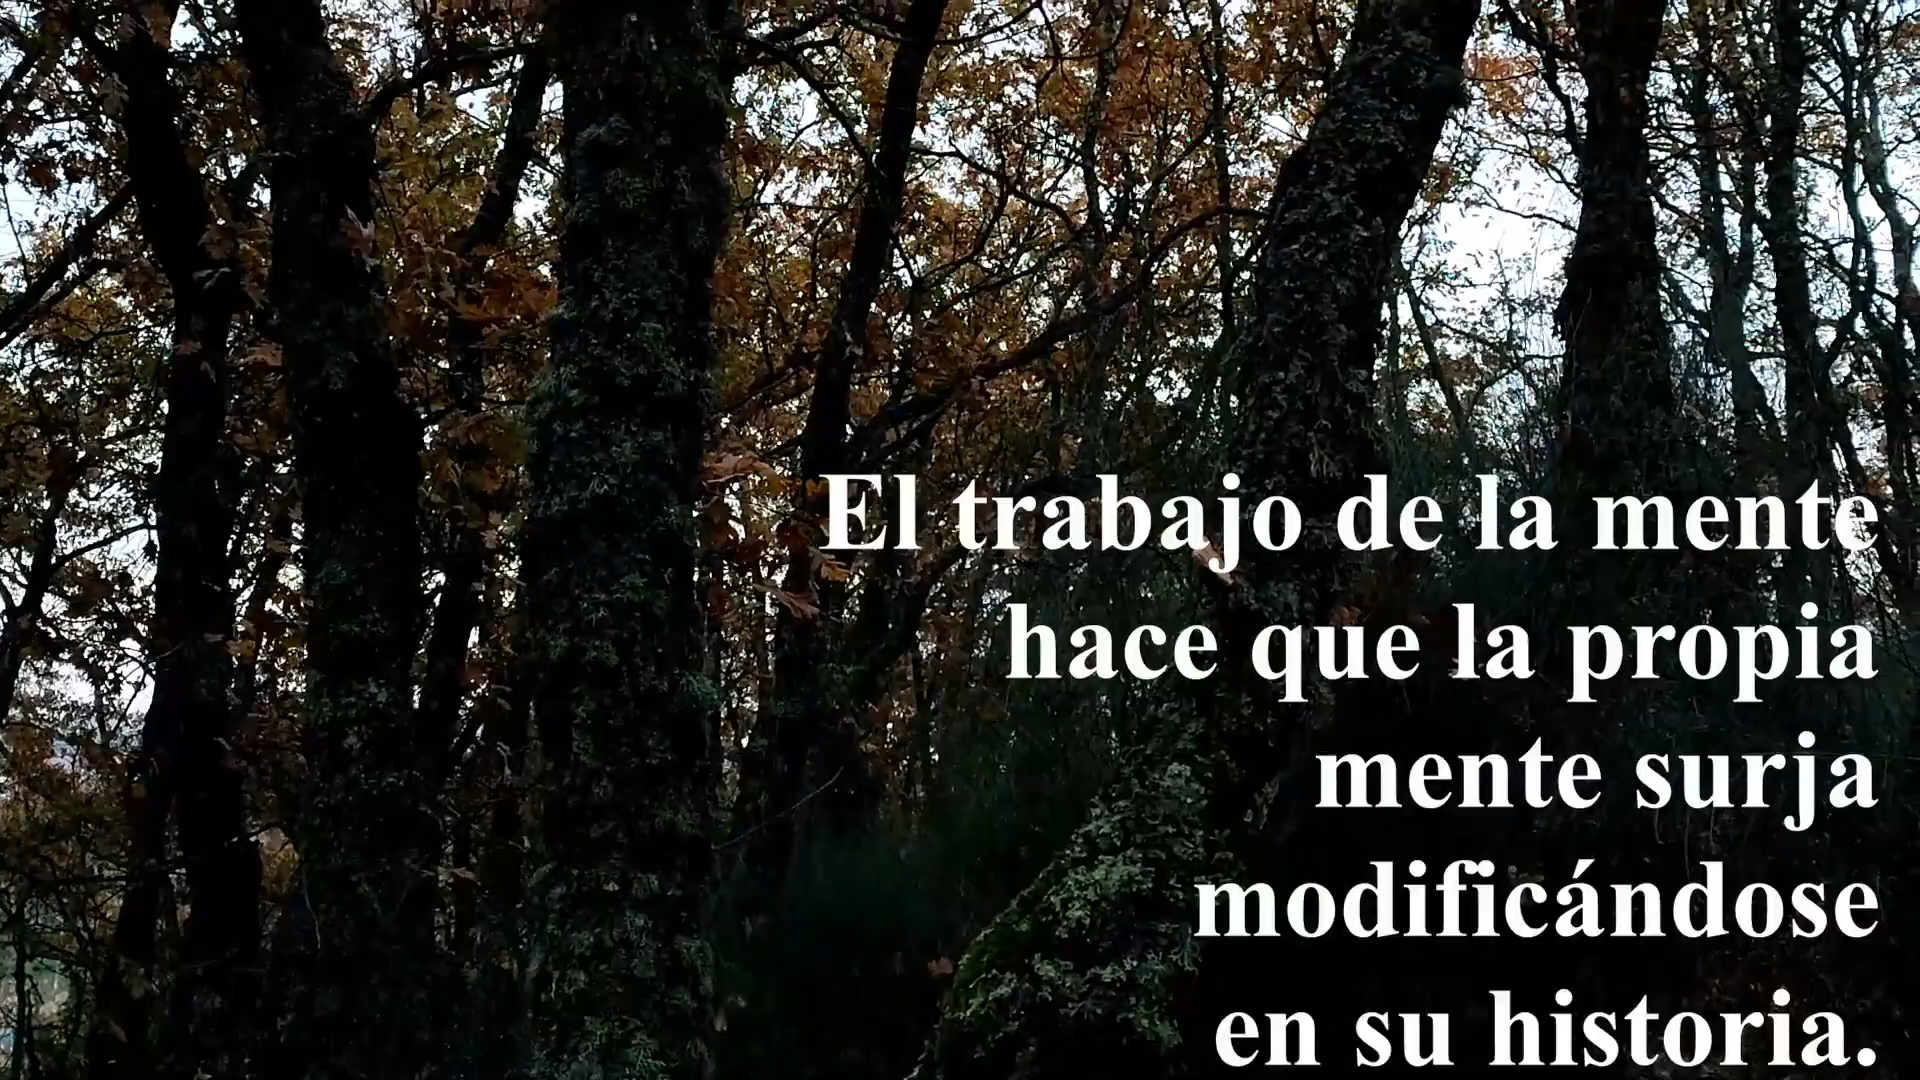 El trabajo de la mente
hace que la propia
mente surja
modificándose
en su historia.